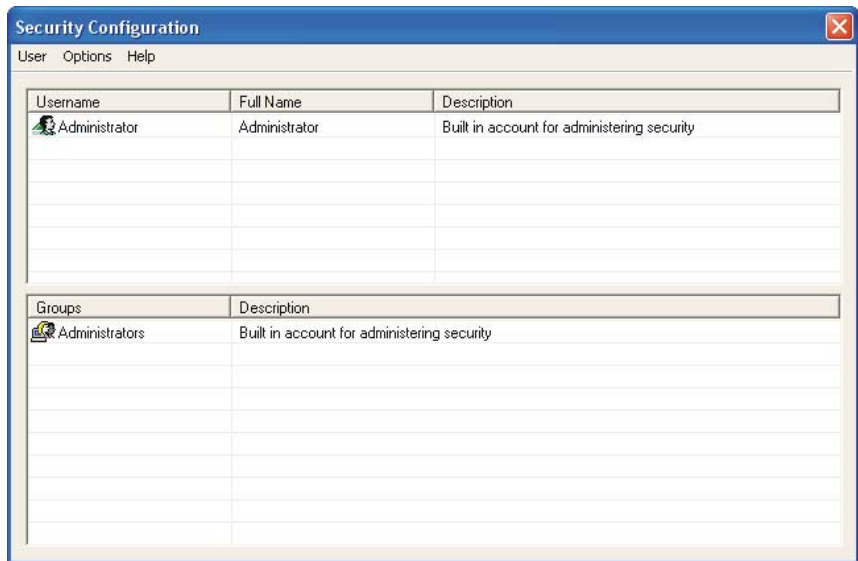 Security Configuration
User Options Help
Username Full Name Description
Administrator Administrator Built in account for administering security
Groups Description
Administrators Built in account for administering security